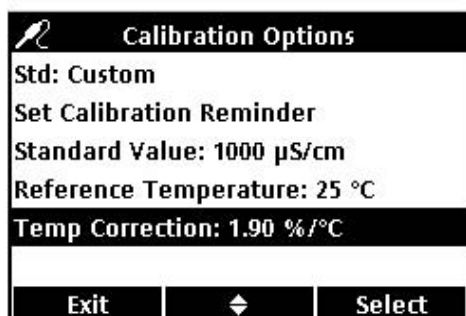 Calibration Options
Std: Custom
Set Calibration Reminder
Standard Value: 1000 µS/cm
Reference Temperature: 25 °C
Temp Correction: 1.90 %/°C
Exit Select